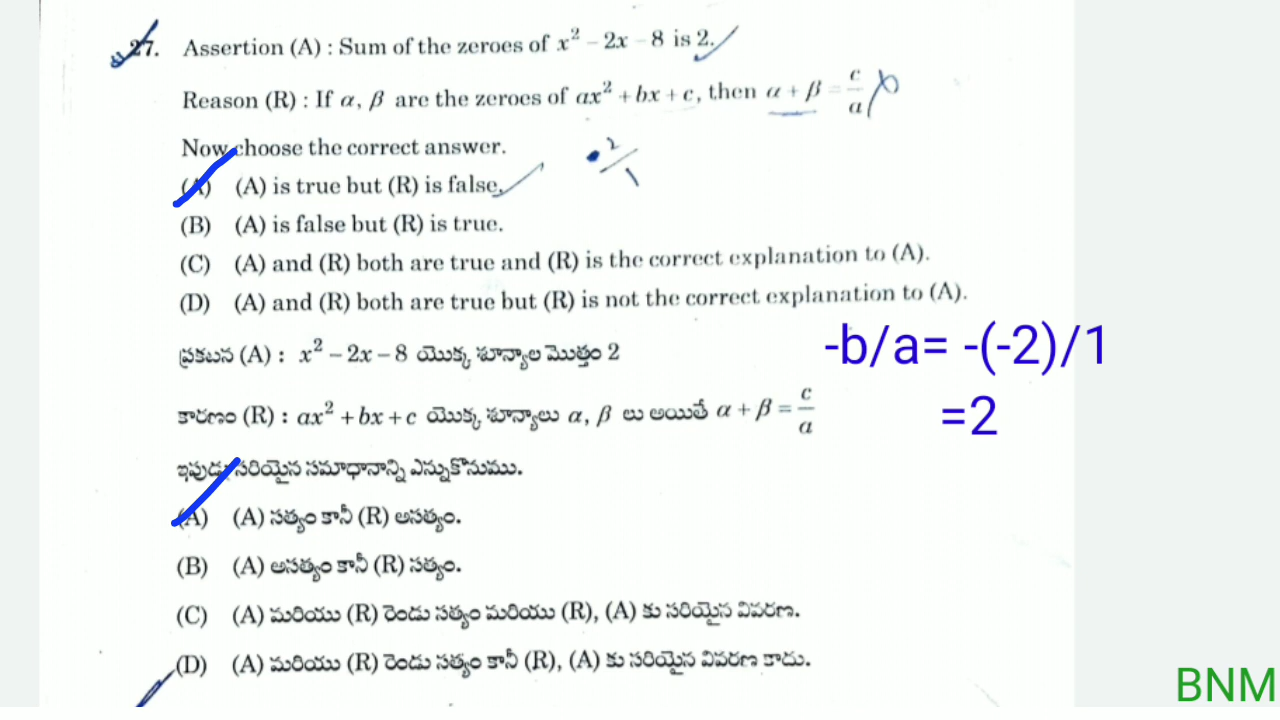 27. Assertion (A) : Sum of the zeroes of x² – 2x – 8 is 2.
Reason (R) : If α, β are the zeroes of ax² + bx + c, then α + β = c/a
Now choose the correct answer.
2/1
(A) (A) is true but (R) is false.
(B) (A) is false but (R) is true.
(C) (A) and (R) both are true and (R) is the correct explanation to (A).
(D) (A) and (R) both are true but (R) is not the correct explanation to (A).
ప్రకటన (A) : x² – 2x – 8 యొక్క శూన్యాల మొత్తం 2
-b/a= -(-2)/1
కారణం (R) : ax² + bx + c యొక్క శూన్యాలు α, β లు అయితే α + β = c/a
=2
ఇపుడు సరియైన సమాధానాన్ని ఎన్నుకొనుము.
(A) (A) సత్యం కానీ (R) అసత్యం.
(B) (A) అసత్యం కానీ (R) సత్యం.
(C) (A) మరియు (R) రెండు సత్యం మరియు (R), (A) కు సరియైన వివరణ.
(D) (A) మరియు (R) రెండు సత్యం కానీ (R), (A) కు సరియైన వివరణ కాదు.
BNM